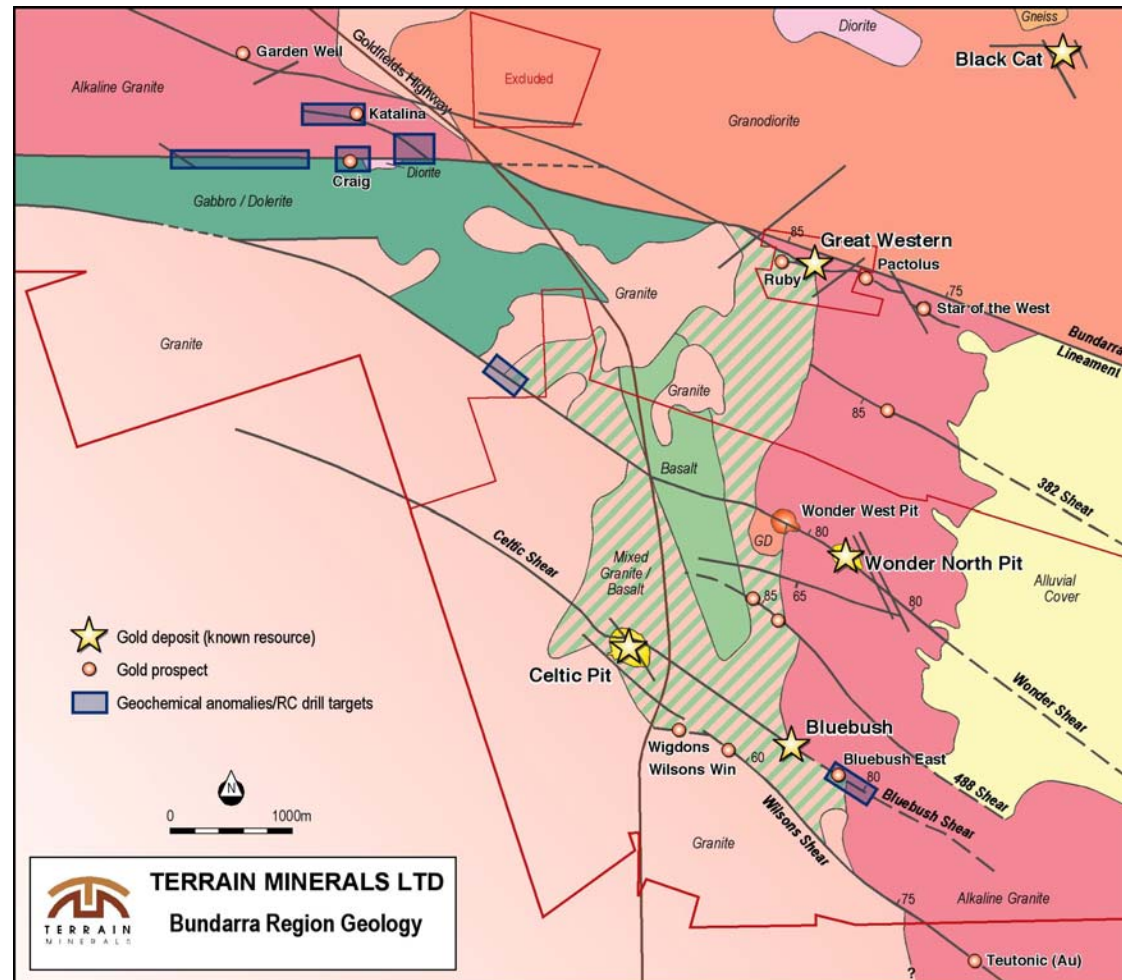 Gneiss
Diorite
Black Cat
Garden Well
Goldfields Highway
Excluded
Alkaline Granite
Katalina
Granodiorite
Craig
Diorite
Gabbro / Dolerite
85
Great Western
Ruby
Pactolus
75
Star of the West
Granite
Bundarra
Lineament
Granite
Granite
85
Basalt
382 Shear
Wonder West Pit
GD
80
Wonder North Pit
Celtic Shear
Mixed
Granite /
Basalt
85
65
80
Alluvial
Cover
Gold deposit (known resource)
Gold prospect
Geochemical anomalies/RC drill targets
Celtic Pit
Wonder Shear
Bluebush
Wigdons
Wilsons Win
60
Bluebush East
80
488 Shear
Bluebush Shear
N
0
1000m
Wilsons Shear
Granite
75
Alkaline Granite
TERRAIN
MINERALS
TERRAIN MINERALS LTD
Bundarra Region Geology
Teutonic (Au)
?